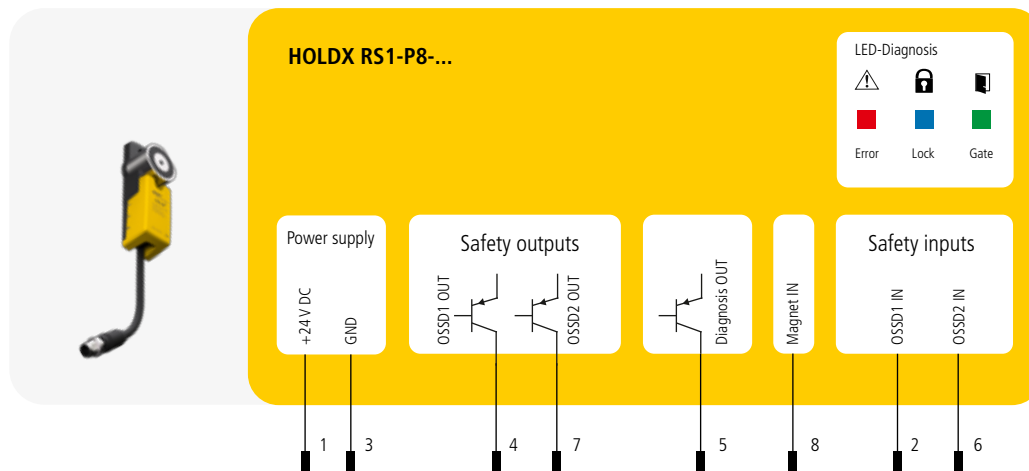 HOLDX RS1-P8-...
LED-Diagnosis
Error
Lock
Gate
Power supply
+24 V DC
GND
Safety outputs
OSSD1 OUT
OSSD2 OUT
Diagnosis OUT
Magnet IN
Safety inputs
OSSD1 IN
OSSD2 IN
1
3
4
7
5
8
2
6